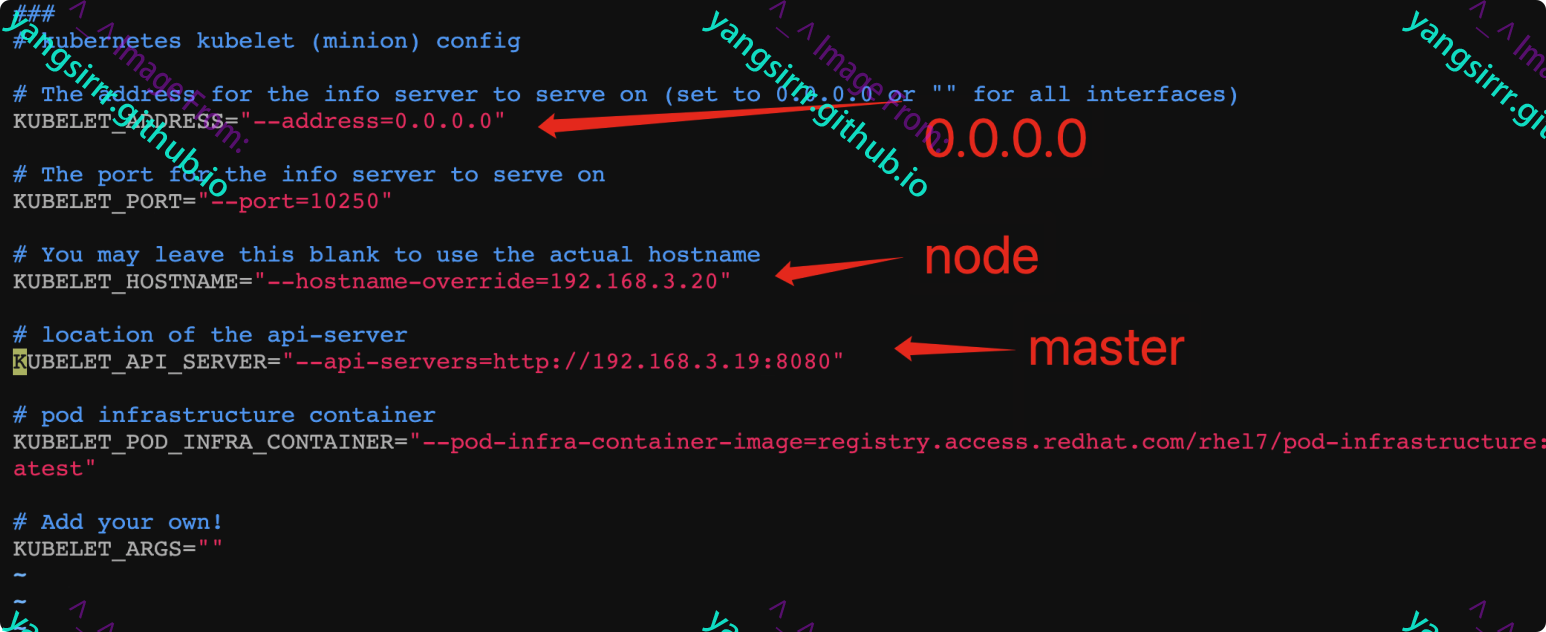 ###
# kubernetes kubelet (minion) config
# The address for the info server to serve on (set to 0.0.0.0 or "" for all interfaces)
KUBELET_ADDRESS="--address=0.0.0.0"
0.0.0.0
# The port for the info server to serve on
KUBELET_PORT="--port=10250"
# You may leave this blank to use the actual hostname
KUBELET_HOSTNAME="--hostname-override=192.168.3.20"
node
# location of the api-server
KUBELET_API_SERVER="--api-servers=http://192.168.3.19:8080"
master
# pod infrastructure container
KUBELET_POD_INFRA_CONTAINER="--pod-infra-container-image=registry.access.redhat.com/rhel7/pod-infrastructure:
atest"
# Add your own!
KUBELET_ARGS=""
~
~
^_^ Image From:
yangsirrr.github.io
^_^ Image From:
yangsirrr.github.io
^_^ Ima
yangsirrr.git